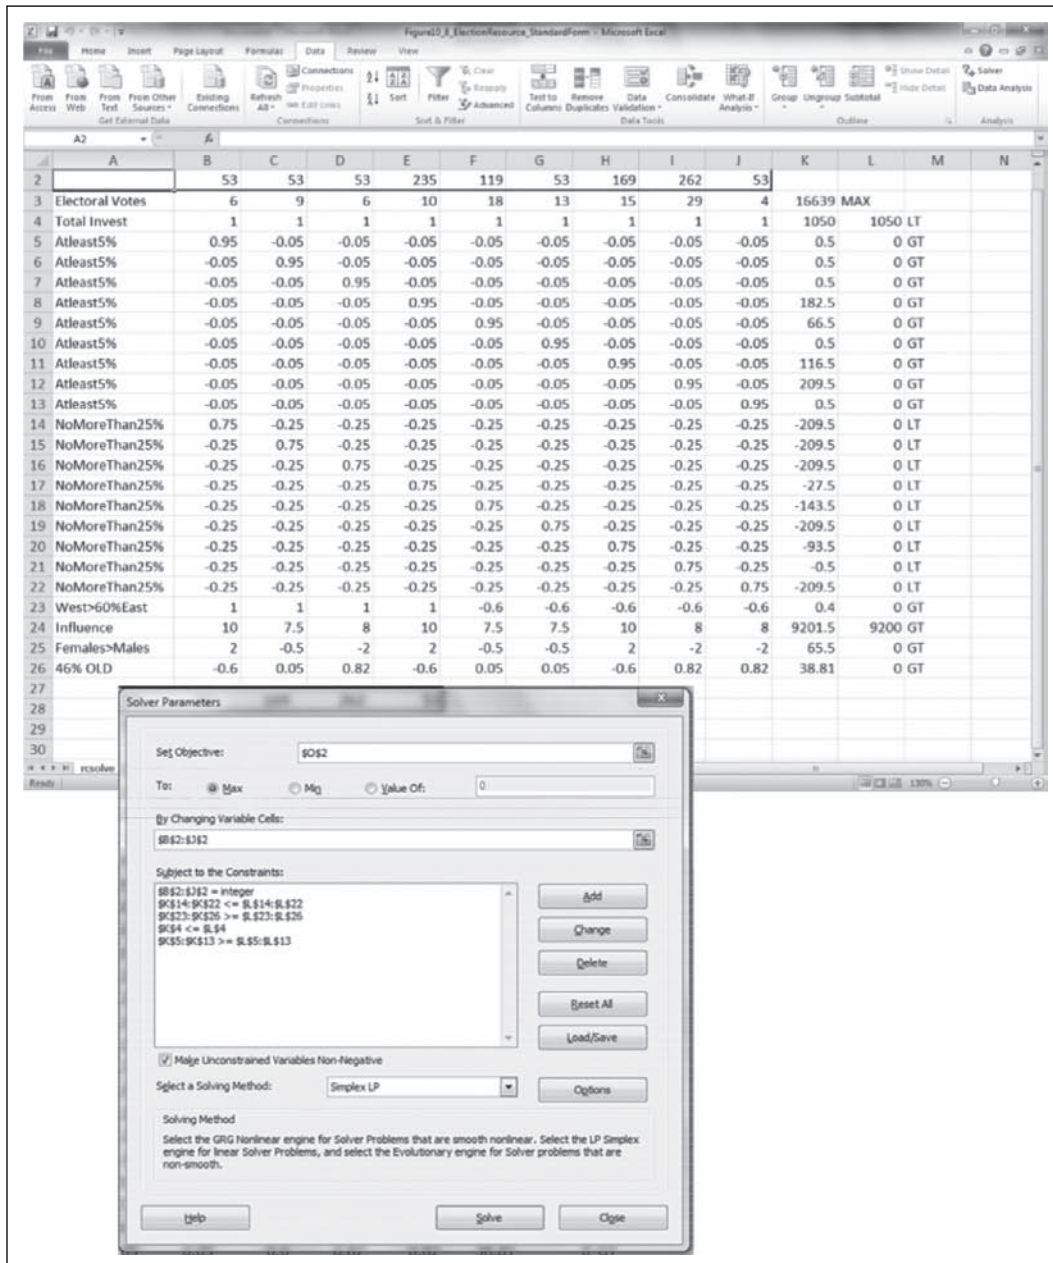 Figure10_8_ElectionResource_StandardForm - Microsoft Excel
File Home Insert Page Layout Formulas Data Review View
From Access From Web From Text From Other Sources Existing Connections Refresh All Connections Properties Edit Links Sort Filter Clear Reapply Advanced Text to Columns Remove Duplicates Data Validation Consolidate What-If Analysis Group Ungroup Subtotal Show Detail Hide Detail Solver Data Analysis
Get External Data Connections Sort & Filter Data Tools Outline Analysis
A2 fx
A B C D E F G H I J K L M N
2 53 53 53 235 119 53 169 262 53
3 Electoral Votes 6 9 6 10 18 13 15 29 4 16639 MAX
4 Total Invest 1 1 1 1 1 1 1 1 1 1050 1050 LT
5 Atleast5% 0.95 -0.05 -0.05 -0.05 -0.05 -0.05 -0.05 -0.05 -0.05 0.5 0 GT
6 Atleast5% -0.05 0.95 -0.05 -0.05 -0.05 -0.05 -0.05 -0.05 -0.05 0.5 0 GT
7 Atleast5% -0.05 -0.05 0.95 -0.05 -0.05 -0.05 -0.05 -0.05 -0.05 0.5 0 GT
8 Atleast5% -0.05 -0.05 -0.05 0.95 -0.05 -0.05 -0.05 -0.05 -0.05 182.5 0 GT
9 Atleast5% -0.05 -0.05 -0.05 -0.05 0.95 -0.05 -0.05 -0.05 -0.05 66.5 0 GT
10 Atleast5% -0.05 -0.05 -0.05 -0.05 -0.05 0.95 -0.05 -0.05 -0.05 0.5 0 GT
11 Atleast5% -0.05 -0.05 -0.05 -0.05 -0.05 -0.05 0.95 -0.05 -0.05 116.5 0 GT
12 Atleast5% -0.05 -0.05 -0.05 -0.05 -0.05 -0.05 -0.05 0.95 -0.05 209.5 0 GT
13 Atleast5% -0.05 -0.05 -0.05 -0.05 -0.05 -0.05 -0.05 -0.05 0.95 0.5 0 GT
14 NoMoreThan25% 0.75 -0.25 -0.25 -0.25 -0.25 -0.25 -0.25 -0.25 -0.25 -209.5 0 LT
15 NoMoreThan25% -0.25 0.75 -0.25 -0.25 -0.25 -0.25 -0.25 -0.25 -0.25 -209.5 0 LT
16 NoMoreThan25% -0.25 -0.25 0.75 -0.25 -0.25 -0.25 -0.25 -0.25 -0.25 -209.5 0 LT
17 NoMoreThan25% -0.25 -0.25 -0.25 0.75 -0.25 -0.25 -0.25 -0.25 -0.25 -27.5 0 LT
18 NoMoreThan25% -0.25 -0.25 -0.25 -0.25 0.75 -0.25 -0.25 -0.25 -0.25 -143.5 0 LT
19 NoMoreThan25% -0.25 -0.25 -0.25 -0.25 -0.25 0.75 -0.25 -0.25 -0.25 -209.5 0 LT
20 NoMoreThan25% -0.25 -0.25 -0.25 -0.25 -0.25 -0.25 0.75 -0.25 -0.25 -93.5 0 LT
21 NoMoreThan25% -0.25 -0.25 -0.25 -0.25 -0.25 -0.25 -0.25 0.75 -0.25 -0.5 0 LT
22 NoMoreThan25% -0.25 -0.25 -0.25 -0.25 -0.25 -0.25 -0.25 -0.25 0.75 -209.5 0 LT
23 West>60%East 1 1 1 1 -0.6 -0.6 -0.6 -0.6 -0.6 0.4 0 GT
24 Influence 10 7.5 8 10 7.5 7.5 10 8 8 9201.5 9200 GT
25 Females>Males 2 -0.5 -2 2 -0.5 -0.5 2 -2 -2 65.5 0 GT
26 46% OLD -0.6 0.05 0.82 -0.6 0.05 0.05 -0.6 0.82 0.82 38.81 0 GT
27
28
29
30
rcsolve
Ready 130%
Solver Parameters
Set Objective: $O$2
To: Max Min Value Of: 0
By Changing Variable Cells:
$B$2:$J$2
Subject to the Constraints:
$B$2:$J$2 = integer
$K$14:$K$22 <= $L$14:$L$22
$K$23:$K$26 >= $L$23:$L$26
$K$4 <= $L$4
$K$5:$K$13 >= $L$5:$L$13
Add
Change
Delete
Reset All
Load/Save
Make Unconstrained Variables Non-Negative
Select a Solving Method: Simplex LP Options
Solving Method
Select the GRG Nonlinear engine for Solver Problems that are smooth nonlinear. Select the LP Simplex
engine for linear Solver Problems, and select the Evolutionary engine for Solver problems that are
non-smooth.
Help Solve Close